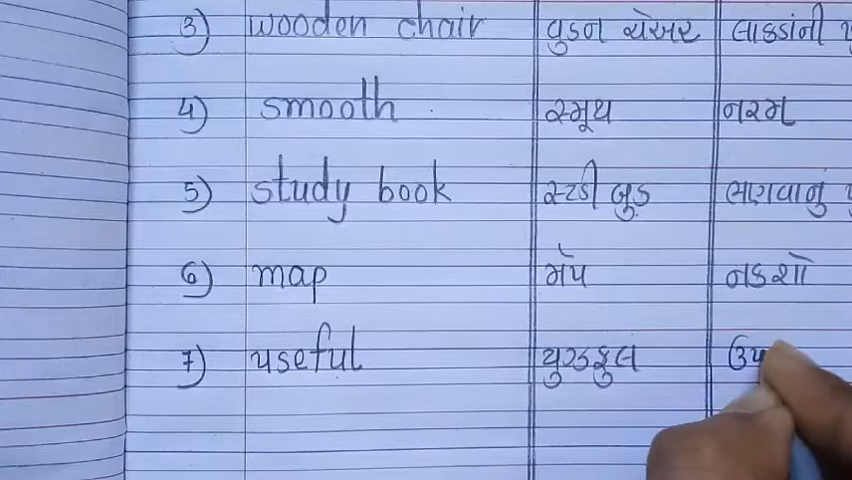 3) wooden chair વુડન ચેઅર લાકડાંની
4) smooth સ્મૂથ નરમ
5) study book સ્ટડી બુક ભણવાનુ
6) map મૅપ નકશૉ
7) useful યુઝફુલ ઉપ